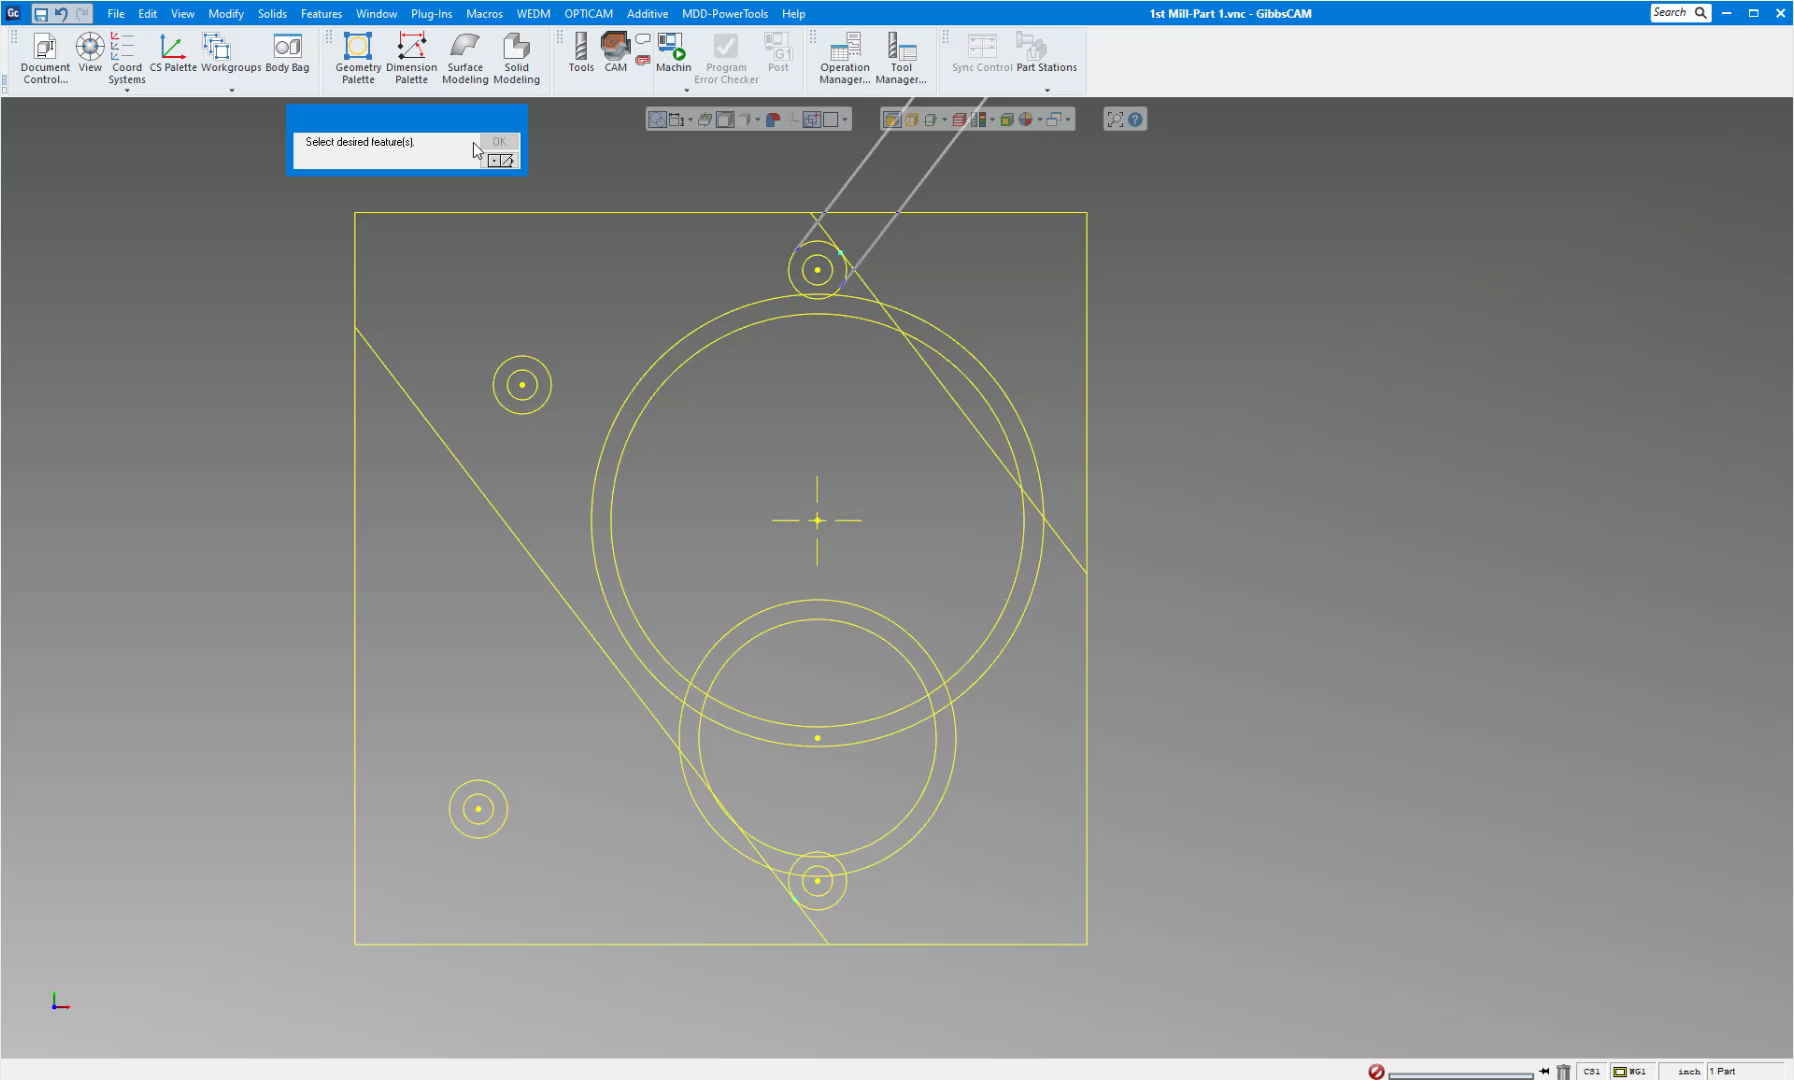 Gc File Edit View Modify Solids Features Window Plug-Ins Macros WEDM OPTICAM Additive MDD-PowerTools Help 1st Mill-Part 1.vnc - GibbsCAM Search
Document Control...
View
Coord Systems
CS Palette
Workgroups
Body Bag
Geometry Palette
Dimension Palette
Surface Modeling
Solid Modeling
Tools
CAM
Machin
Program Error Checker
G1
Post
Operation Manager...
Tool Manager...
Sync Control
Part Stations
Select desired feature(s). OK
CS1 WG1 inch 1 Part